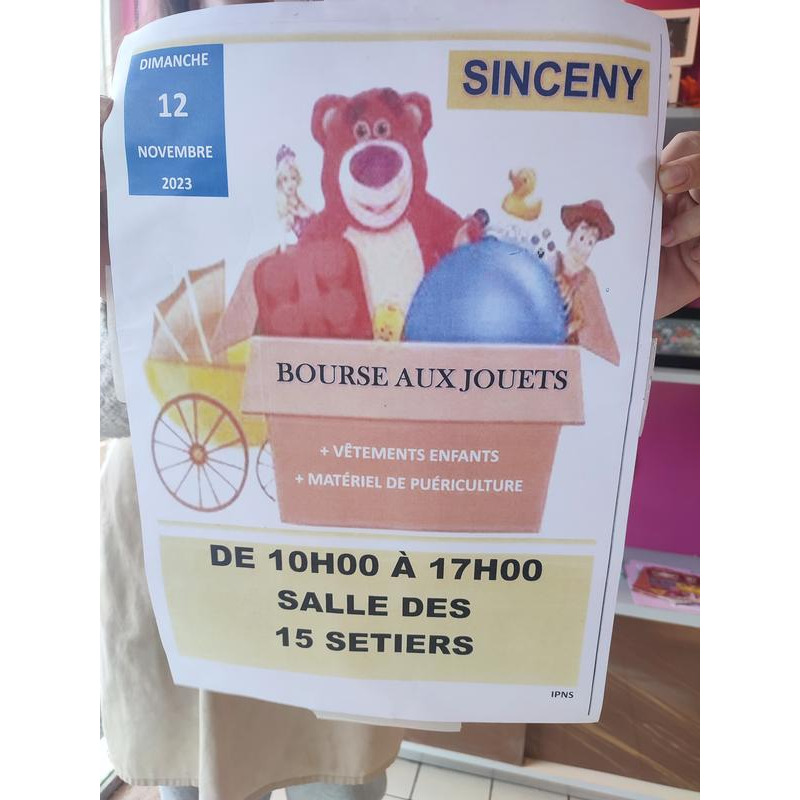 DIMANCHE
12
NOVEMBRE
2023
SINCENY
BOURSE AUX JOUETS
+ VÊTEMENTS ENFANTS
+ MATÉRIEL DE PUÉRICULTURE
DE 10H00 À 17H00
SALLE DES
15 SETIERS
IPNS